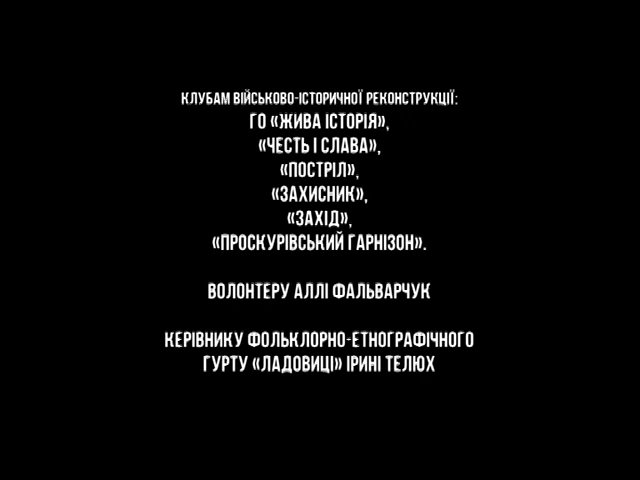 КЛУБАМ ВІЙСЬКОВО-ІСТОРИЧНОЇ РЕКОНСТРУКЦІЇ:
ГО «ЖИВА ІСТОРІЯ»,
«ЧЕСТЬ І СЛАВА»,
«ПОСТРІЛ»,
«ЗАХИСНИК»,
«ЗАХІД»,
«ПРОСКУРІВСЬКИЙ ГАРНІЗОН».
ВОЛОНТЕРУ АЛЛІ ФАЛЬВАРЧУК
КЕРІВНИКУ ФОЛЬКЛОРНО-ЕТНОГРАФІЧНОГО
ГУРТУ «ЛАДОВИЦІ» ІРИНІ ТЕЛЮХ